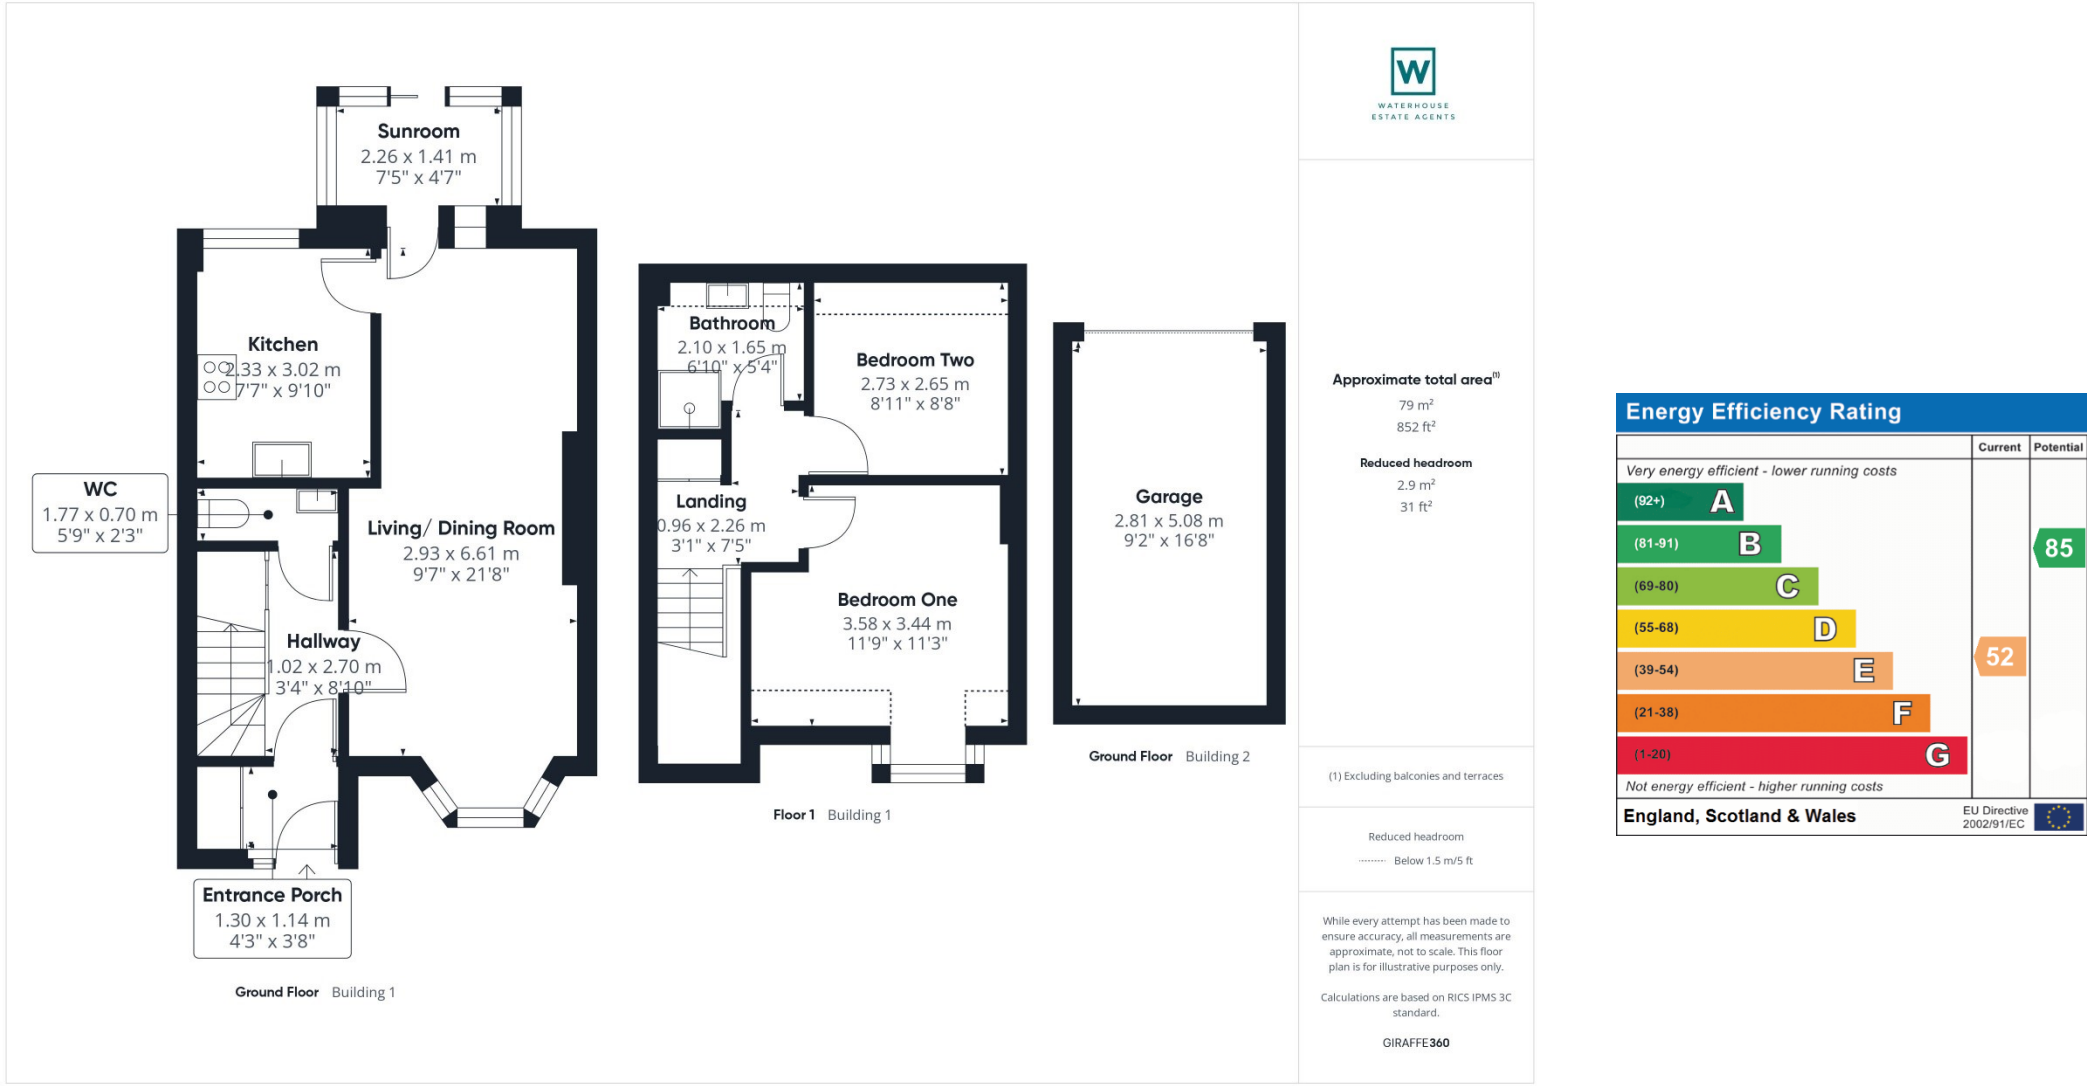 Sunroom
2.26 x 1.41 m
7'5" x 4'7"
Kitchen
2.33 x 3.02 m
7'7" x 9'10"
WC
1.77 x 0.70 m
5'9" x 2'3"
Living/ Dining Room
2.93 x 6.61 m
9'7" x 21'8"
Hallway
1.02 x 2.70 m
3'4" x 8'10"
Entrance Porch
1.30 x 1.14 m
4'3" x 3'8"
Ground Floor Building 1
Bathroom
2.10 x 1.65 m
6'10" x 5'4"
Bedroom Two
2.73 x 2.65 m
8'11" x 8'8"
Landing
0.96 x 2.26 m
3'1" x 7'5"
Bedroom One
3.58 x 3.44 m
11'9" x 11'3"
Floor 1 Building 1
Garage
2.81 x 5.08 m
9'2" x 16'8"
Ground Floor Building 2
W
WATERHOUSE
ESTATE AGENTS
Approximate total area(1)
79 m²
852 ft²
Reduced headroom
2.9 m²
31 ft²
(1) Excluding balconies and terraces
Reduced headroom
Below 1.5 m/5 ft
While every attempt has been made to
ensure accuracy, all measurements are
approximate, not to scale. This floor
plan is for illustrative purposes only.
Calculations are based on RICS IPMS 3C
standard.
GIRAFFE360
Energy Efficiency Rating
Current Potential
Very energy efficient - lower running costs
(92+) A
(81-91) B
85
(69-80) C
(55-68) D
(39-54) E
52
(21-38) F
(1-20) G
Not energy efficient - higher running costs
England, Scotland & Wales
EU Directive
2002/91/EC